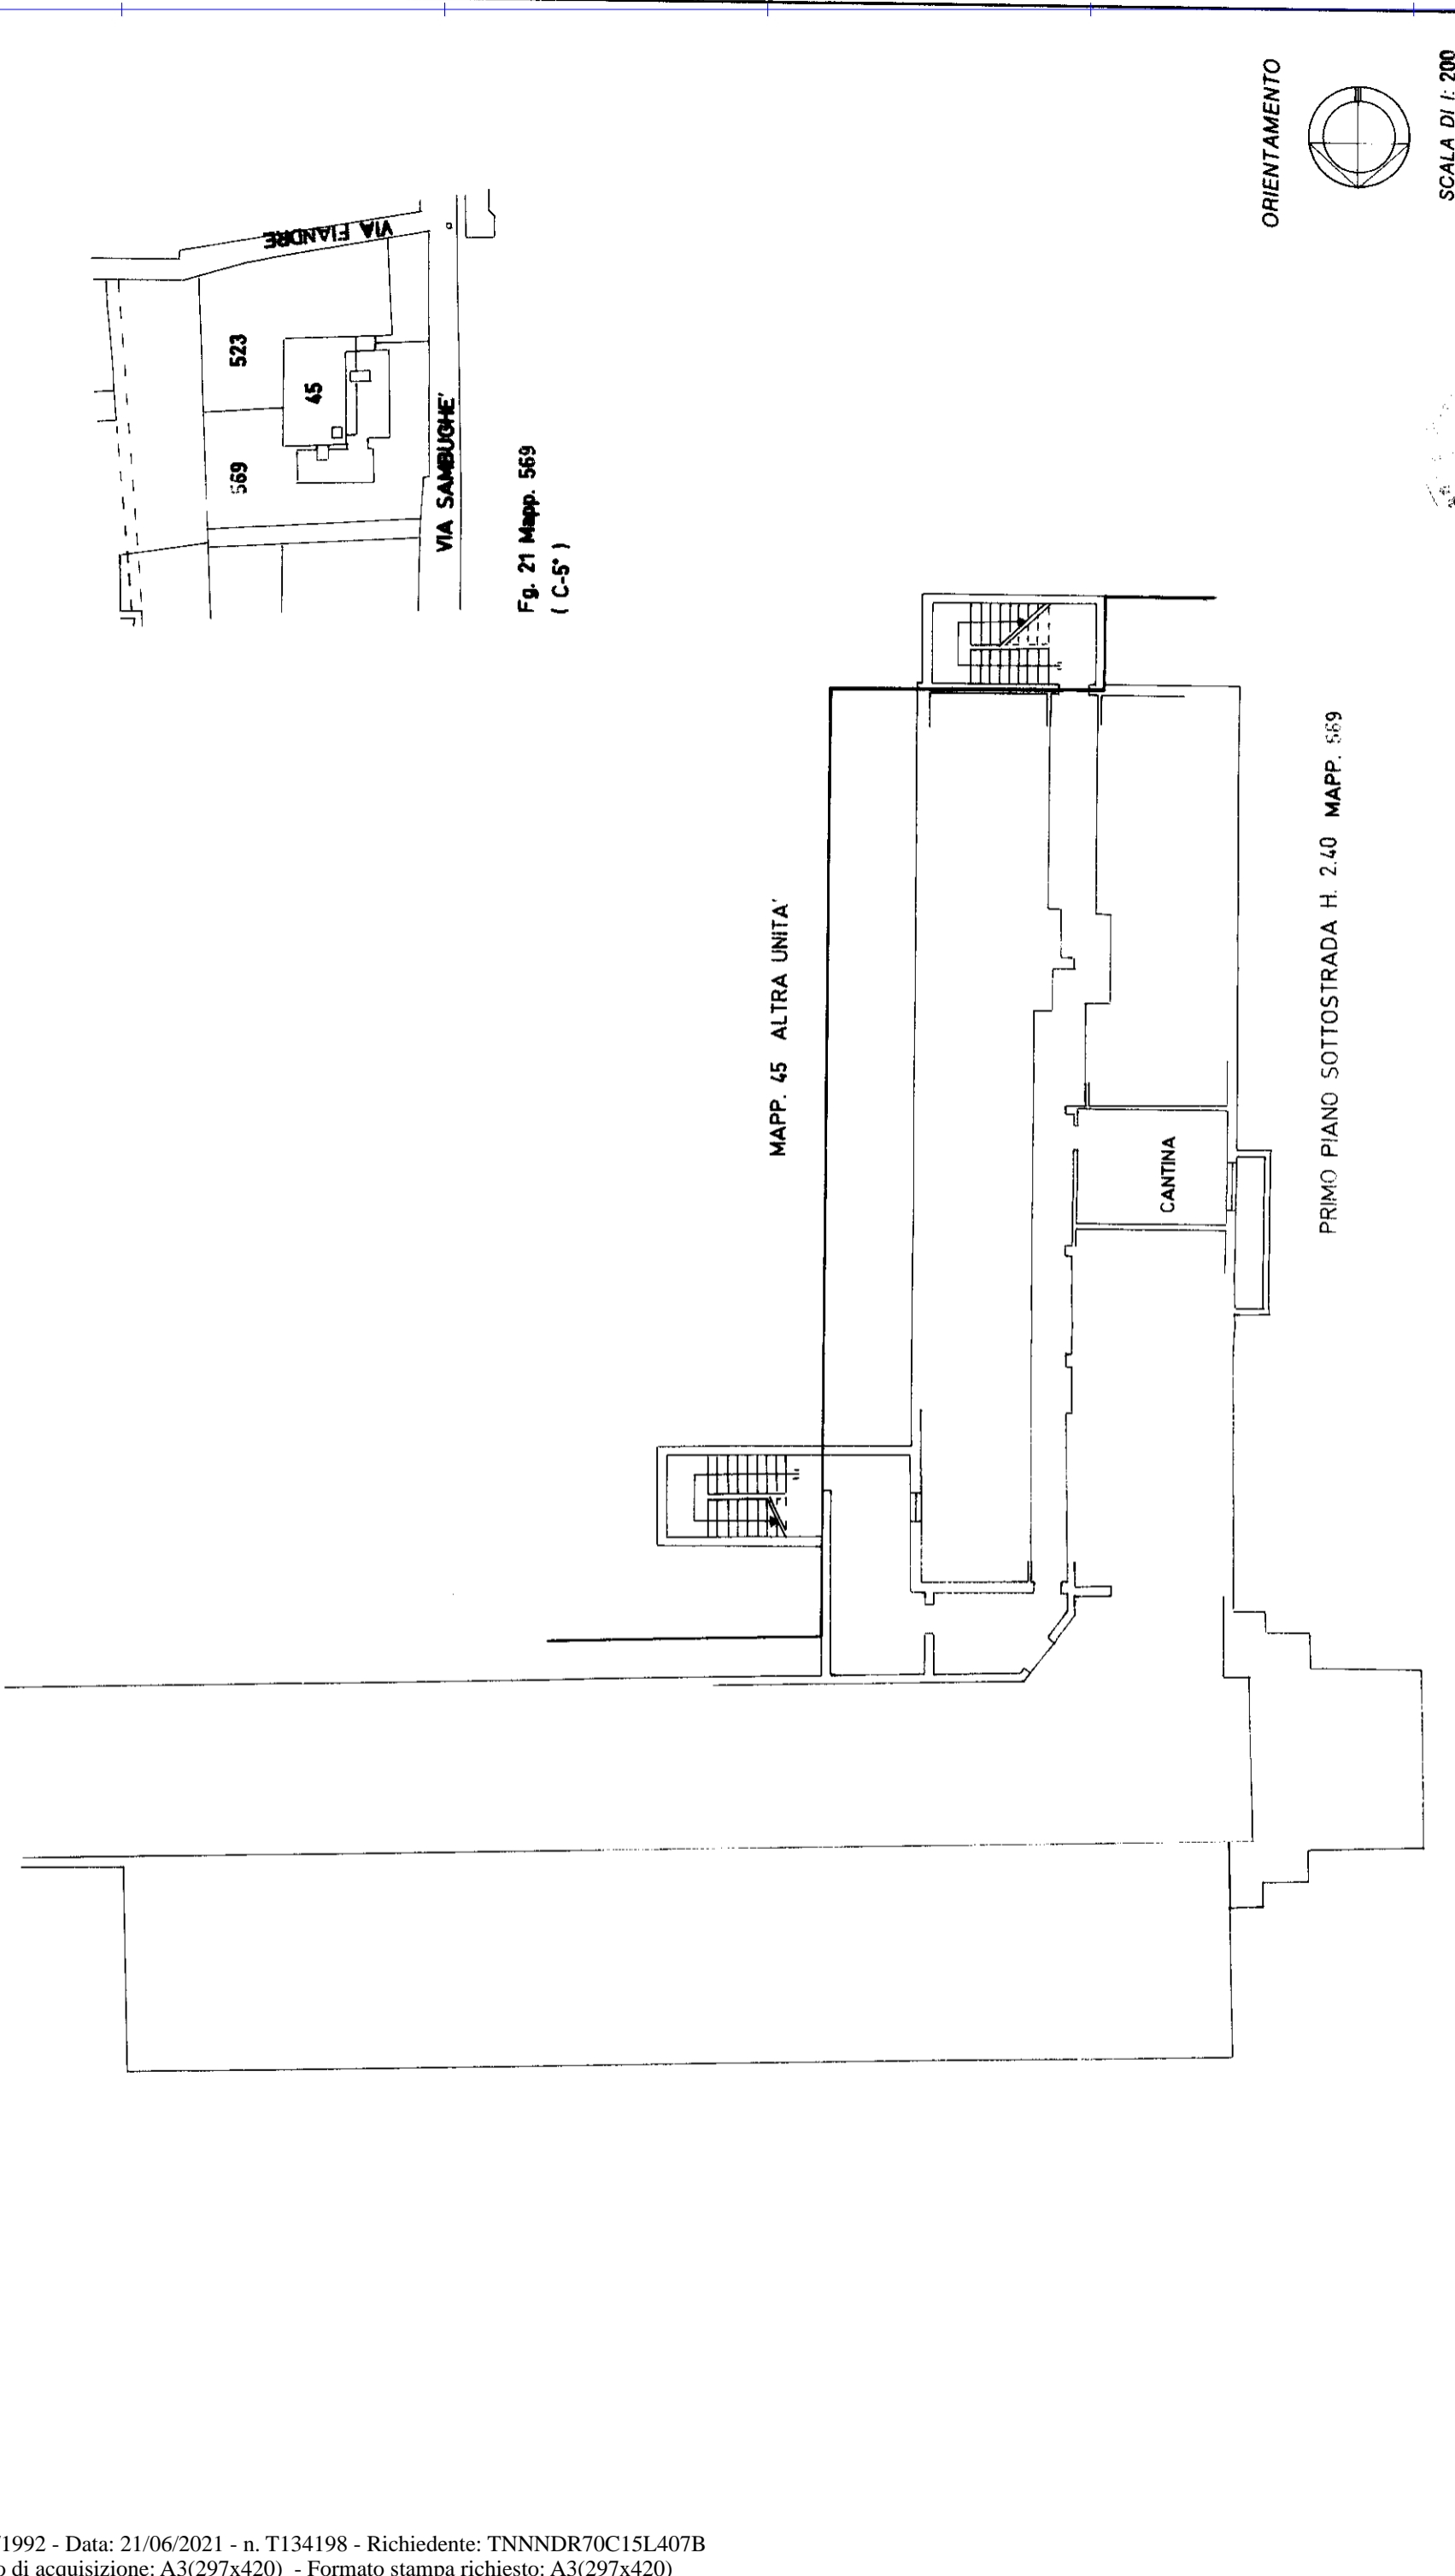 ORIENTAMENTO
SCALA DI I: 200
VIA FIANDRE
523
45
569
VIA SAMBUGHE'
Fg. 21 Mapp. 569
( C-5° )
MAPP. 45 ALTRA UNITA'
CANTINA
PRIMO PIANO SOTTOSTRADA H. 2.40 MAPP. 569
/1992 - Data: 21/06/2021 - n. T134198 - Richiedente: TNNNDR70C15L407B
o di acquisizione: A3(297x420) - Formato stampa richiesto: A3(297x420)